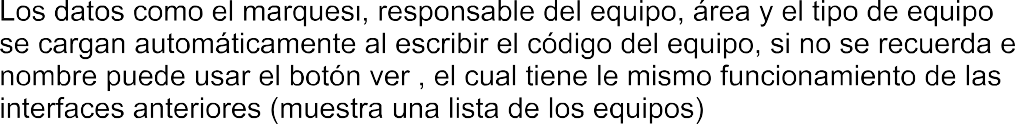 Los datos como el marquesı, responsable del equipo, área y el tipo de equipo
se cargan automáticamente al escribir el código del equipo, si no se recuerda e
nombre puede usar el botón ver , el cual tiene le mismo funcionamiento de las
interfaces anteriores (muestra una lista de los equipos)